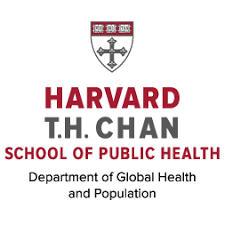 HARVARD
T.H. CHAN
SCHOOL OF PUBLIC HEALTH
Department of Global Health
and Population